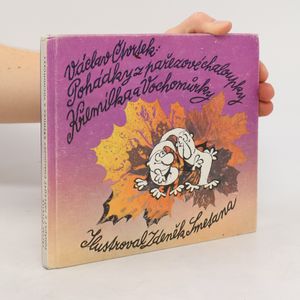 Václav Čtvrtek:
Pohádky z pařezové chaloupky
Křemílka a Vochomůrky
Ilustroval Zdeněk Smetana